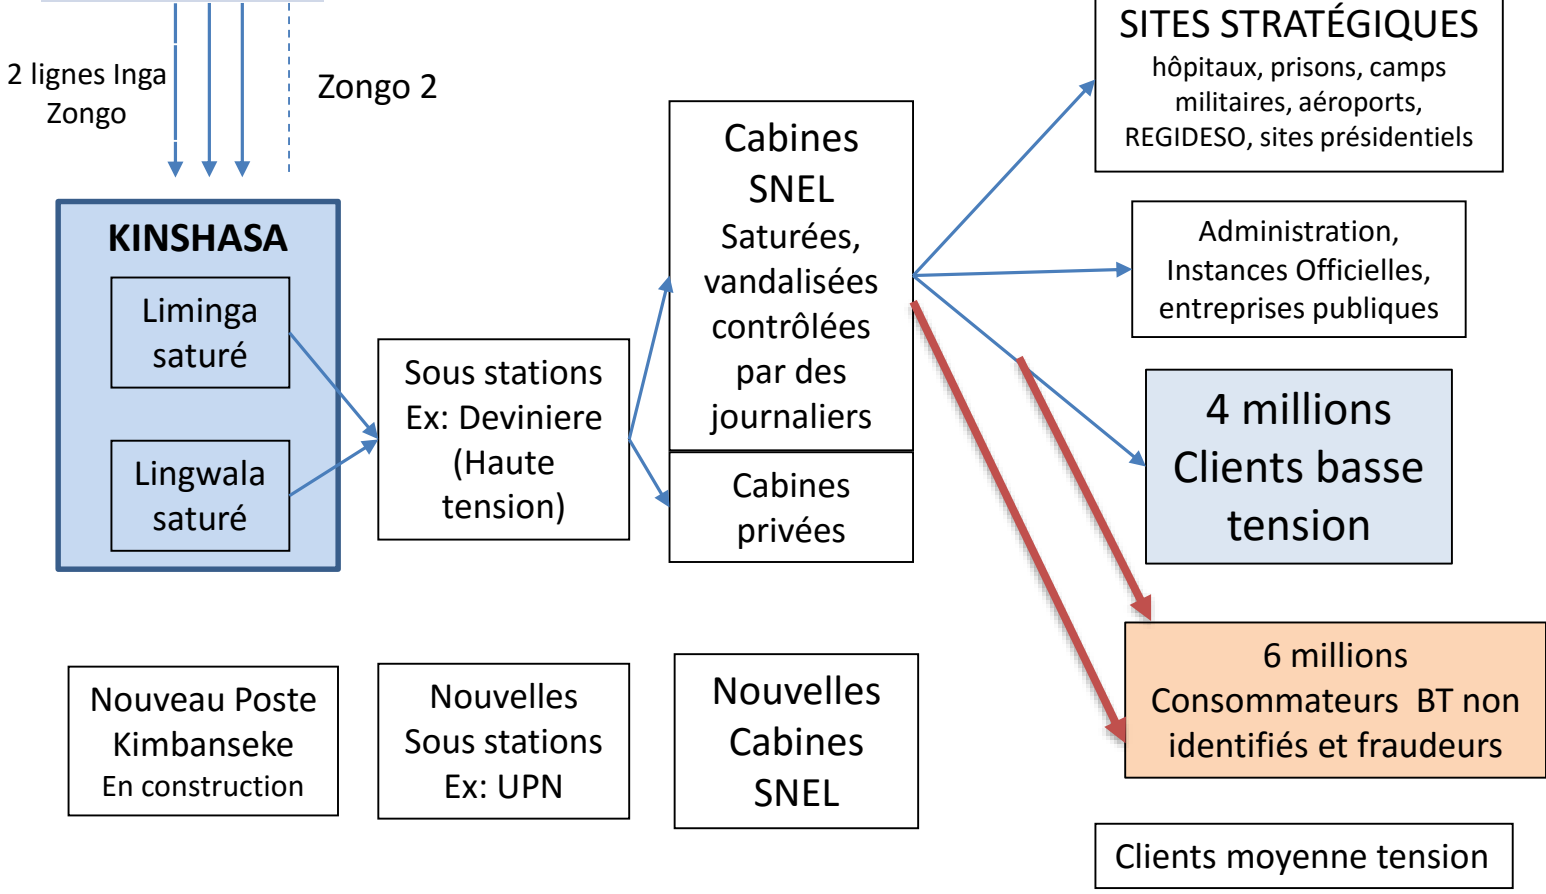 2 lignes Inga
Zongo
Zongo 2
KINSHASA
Liminga
saturé
Lingwala
saturé
Sous stations
Ex: Deviniere
(Haute
tension)
Cabines
SNEL
Saturées,
vandalisées
contrôlées
par des
journaliers
Cabines
privées
SITES STRATÉGIQUES
hôpitaux, prisons, camps
militaires, aéroports,
REGIDESO, sites présidentiels
Administration,
Instances Officielles,
entreprises publiques
4 millions
Clients basse
tension
6 millions
Consommateurs BT non
identifiés et fraudeurs
Nouveau Poste
Kimbanseke
En construction
Nouvelles
Sous stations
Ex: UPN
Nouvelles
Cabines
SNEL
Clients moyenne tension